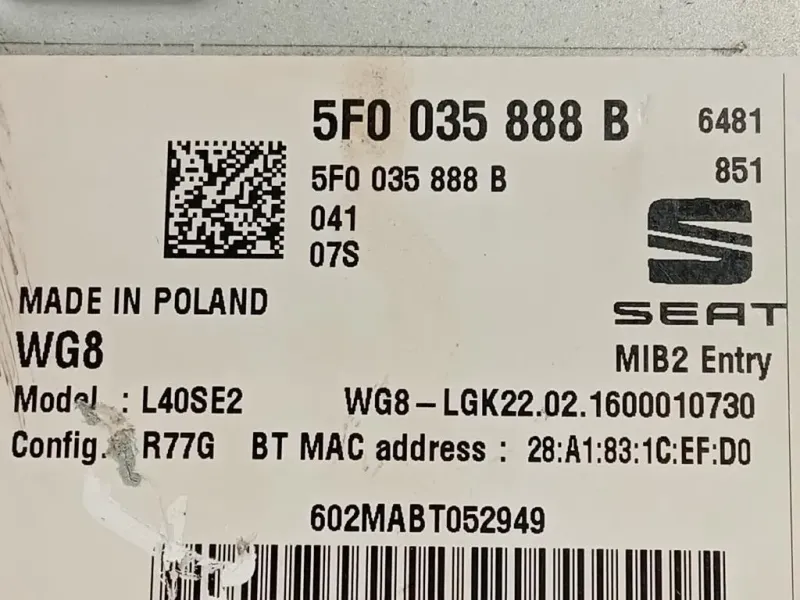 5F0 035 888 B 6481
5F0 035 888 B 851
041
07S
SEAT
MADE IN POLAND
WG8
MIB2 Entry
Model : L40SE2 WG8-LGK22.02.1600010730
Config. R77G BT MAC address : 28:A1:83:1C:EF:D0
602MABT052949